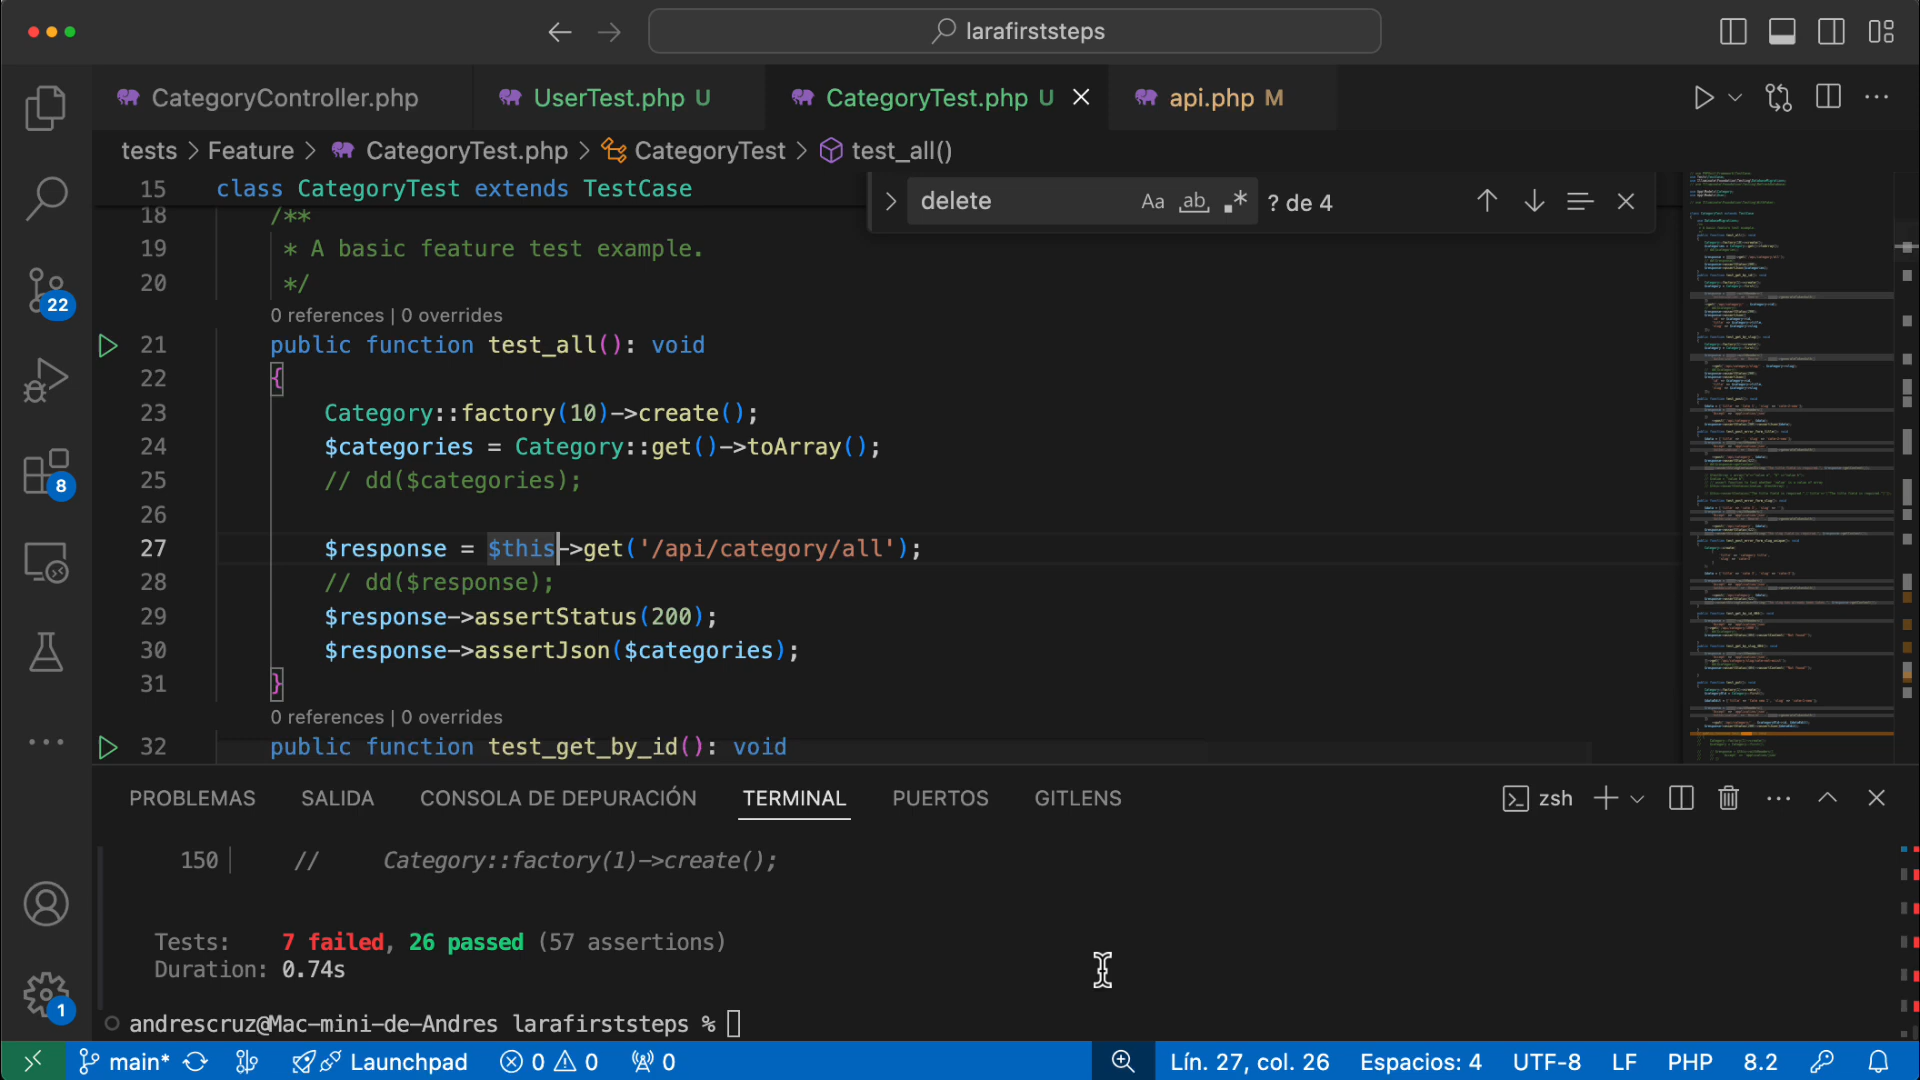 larafirststeps
CategoryController.php
UserTest.php U
CategoryTest.php U
api.php M
tests > Feature > CategoryTest.php > CategoryTest > test_all()
15 class CategoryTest extends TestCase
delete Aa ab .* ? de 4
18 /**
19 * A basic feature test example.
20 */
0 references | 0 overrides
21 public function test_all(): void
22 {
23 Category::factory(10)->create();
24 $categories = Category::get()->toArray();
25 // dd($categories);
26
27 $response = $this->get('/api/category/all');
28 // dd($response);
29 $response->assertStatus(200);
30 $response->assertJson($categories);
31 }
0 references | 0 overrides
32 public function test_get_by_id(): void
22
8
1
PROBLEMAS SALIDA CONSOLA DE DEPURACIÓN TERMINAL PUERTOS GITLENS zsh
150 | // Category::factory(1)->create();
Tests: 7 failed, 26 passed (57 assertions)
Duration: 0.74s
andrescruz@Mac-mini-de-Andres larafirststeps %
main* Launchpad 0 0 0 Lín. 27, col. 26 Espacios: 4 UTF-8 LF PHP 8.2